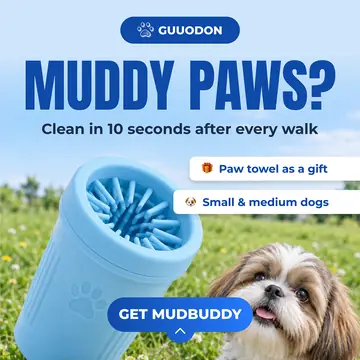 GUUODON
MUDDY PAWS?
Clean in 10 seconds after every walk
Paw towel as a gift
Small & medium dogs
GET MUDBUDDY